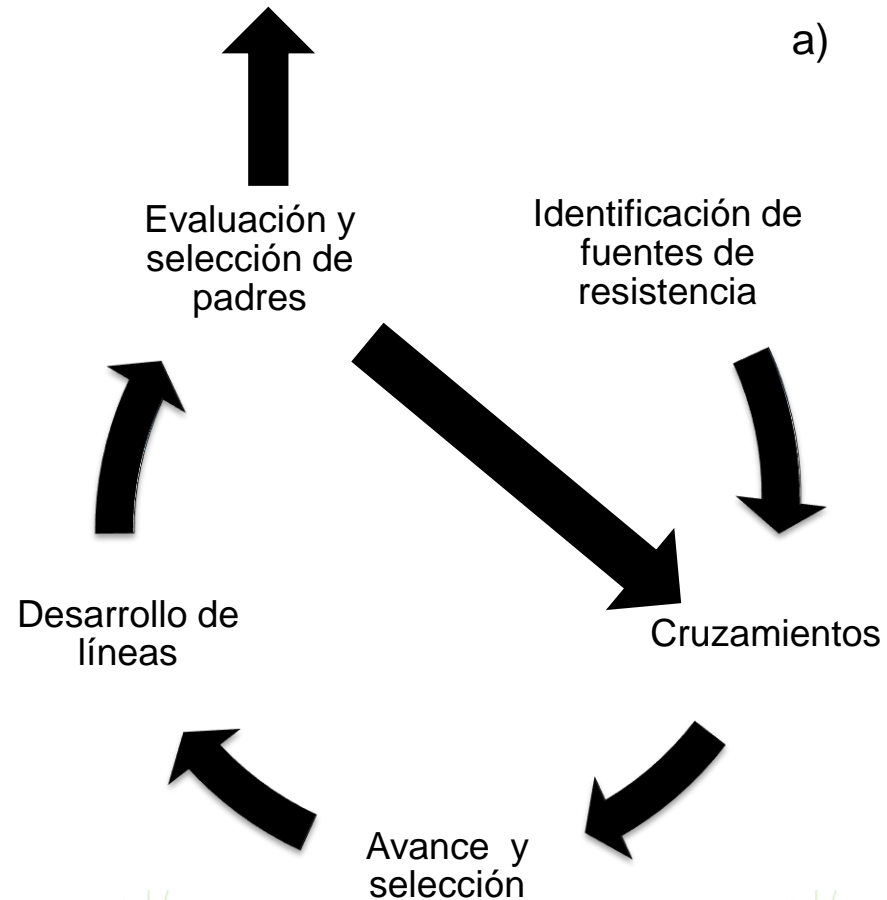 a)
Evaluación y
selección de
padres
Identificación de
fuentes de
resistencia
Cruzamientos
Desarrollo de
líneas
Avance y
selección